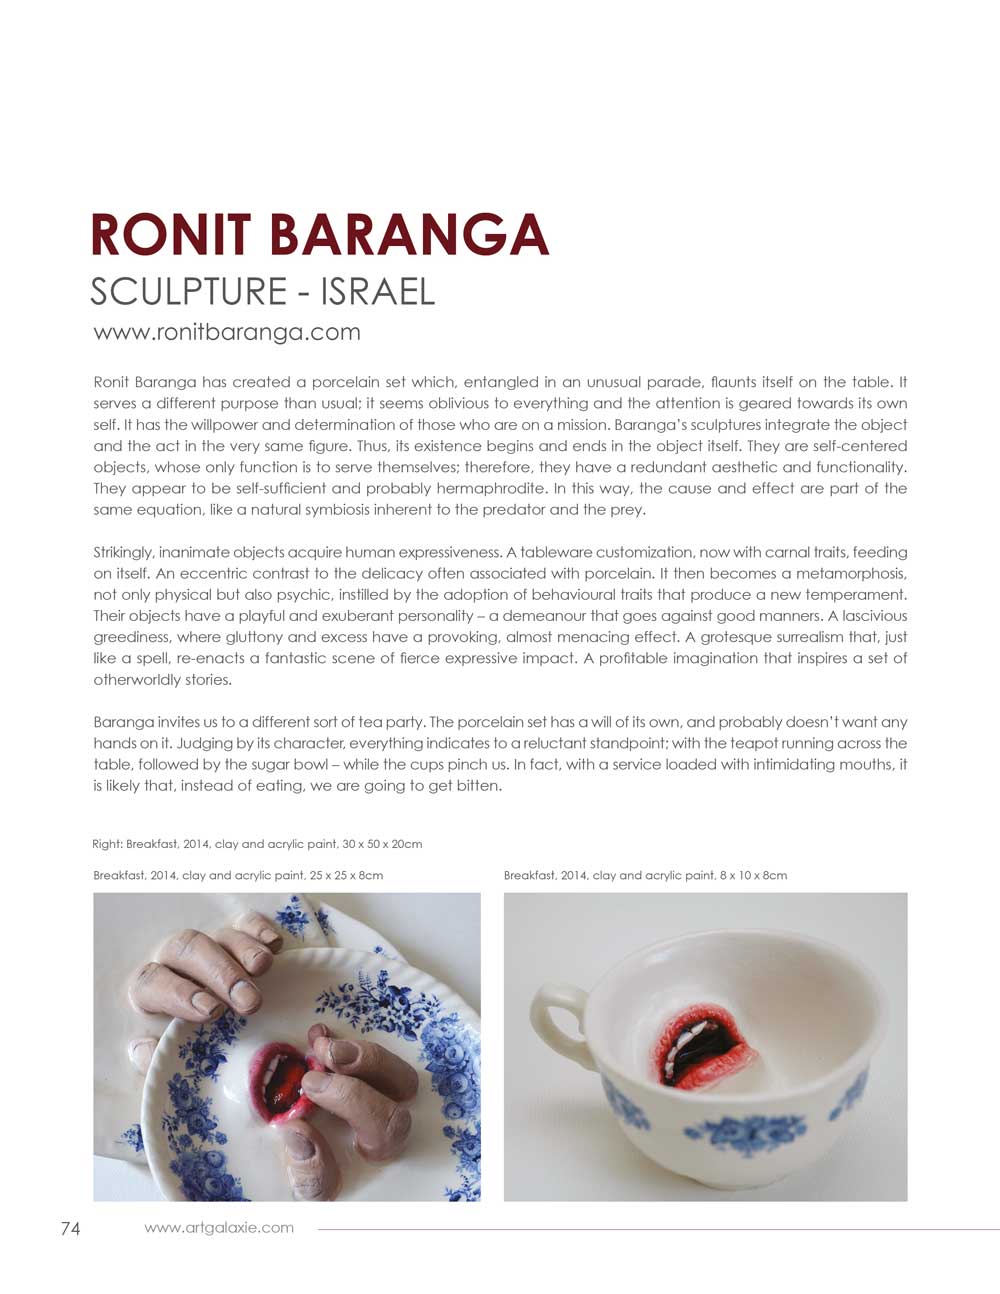 RONIT BARANGA
SCULPTURE - ISRAEL
www.ronitbaranga.com
Ronit Baranga has created a porcelain set which, entangled in an unusual parade, flaunts itself on the table. It
serves a different purpose than usual; it seems oblivious to everything and the attention is geared towards its own
self. It has the willpower and determination of those who are on a mission. Baranga's sculptures integrate the object
and the act in the very same figure. Thus, its existence begins and ends in the object itself. They are self-centered
objects, whose only function is to serve themselves; therefore, they have a redundant aesthetic and functionality.
They appear to be self-sufficient and probably hermaphrodite. In this way, the cause and effect are part of the
same equation, like a natural symbiosis inherent to the predator and the prey.
Strikingly, inanimate objects acquire human expressiveness. A tableware customization, now with carnal traits, feeding
on itself. An eccentric contrast to the delicacy often associated with porcelain. It then becomes a metamorphosis,
not only physical but also psychic, instilled by the adoption of behavioural traits that produce a new temperament.
Their objects have a playful and exuberant personality – a demeanour that goes against good manners. A lascivious
greediness, where gluttony and excess have a provoking, almost menacing effect. A grotesque surrealism that, just
like a spell, re-enacts a fantastic scene of fierce expressive impact. A profitable imagination that inspires a set of
otherworldly stories.
Baranga invites us to a different sort of tea party. The porcelain set has a will of its own, and probably doesn't want any
hands on it. Judging by its character, everything indicates to a reluctant standpoint; with the teapot running across the
table, followed by the sugar bowl – while the cups pinch us. In fact, with a service loaded with intimidating mouths, it
is likely that, instead of eating, we are going to get bitten.
Right: Breakfast, 2014, clay and acrylic paint, 30 x 50 x 20cm
Breakfast, 2014, clay and acrylic paint, 25 x 25 x 8cm
Breakfast, 2014, clay and acrylic paint, 8 x 10 x 8cm
74
www.artgalaxie.com